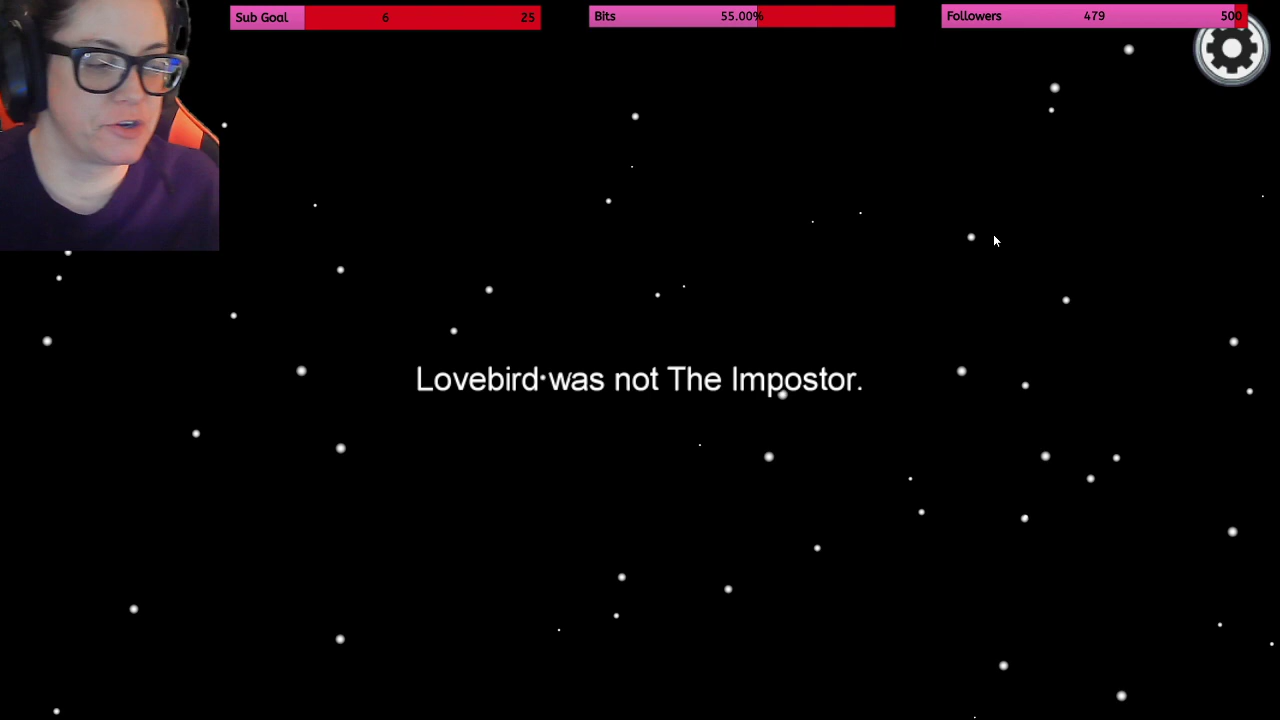 Sub Goal 6 25
Bits 55.00%
Followers 479 500
Lovebird was not The Impostor.